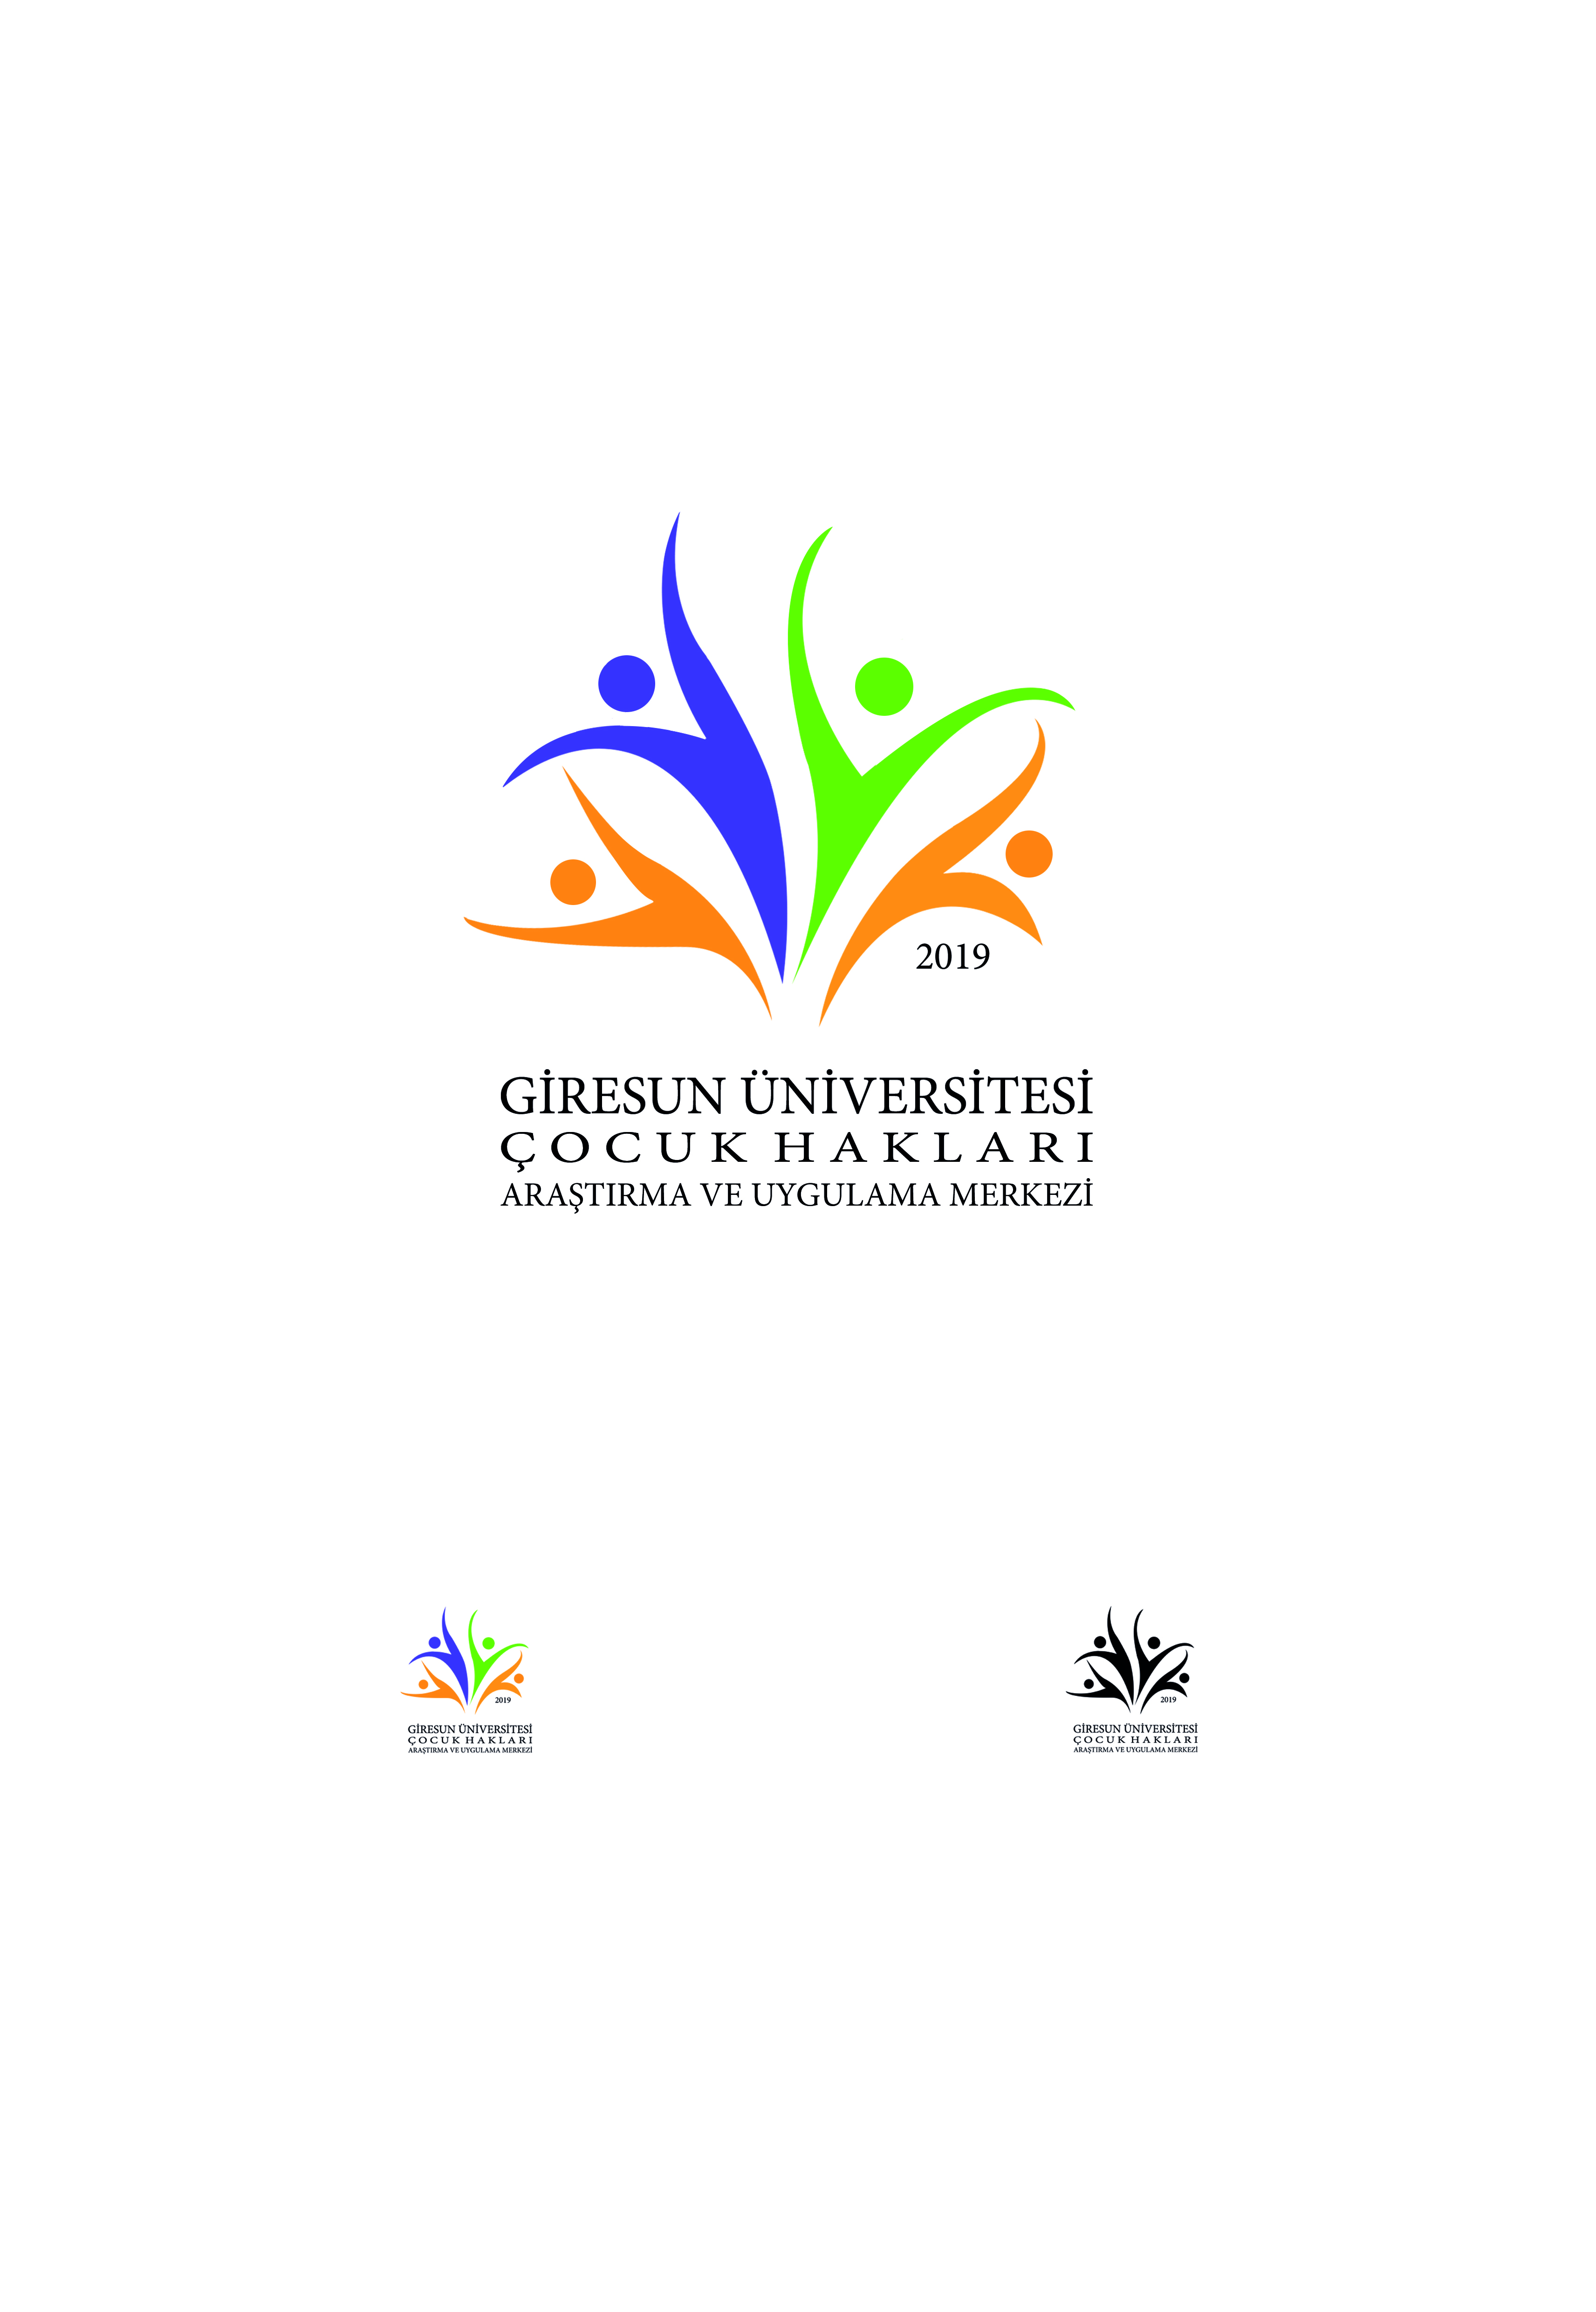 2019
GİRESUN ÜNİVERSİTESİ
ÇOCUK HAKLARI
ARAŞTIRMA VE UYGULAMA MERKEZİ
2019
GİRESUN ÜNİVERSİTESİ
ÇOCUK HAKLARI
ARAŞTIRMA VE UYGULAMA MERKEZİ
2019
GİRESUN ÜNİVERSİTESİ
ÇOCUK HAKLARI
ARAŞTIRMA VE UYGULAMA MERKEZİ